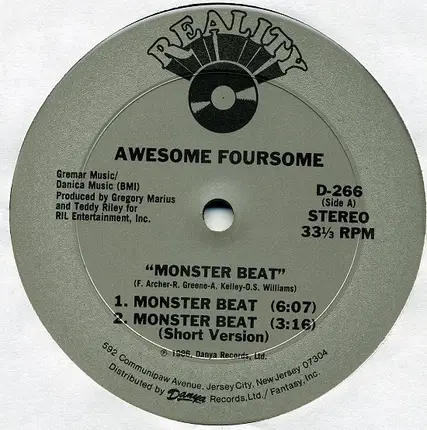 REALITY
AWESOME FOURSOME
Gremar Music/
Danica Music (BMI)
Produced by Gregory Marius
and Teddy Riley for
RIL Entertainment, Inc.
D-266
(Side A)
STEREO
33⅓ RPM
"MONSTER BEAT"
(F. Archer-R. Greene-A. Kelley-O.S. Williams)
1. MONSTER BEAT (6:07)
2. MONSTER BEAT (3:16)
(Short Version)
℗ 1986, Danya Records, Ltd.
592 Communipaw Avenue, Jersey City, New Jersey 07304
Distributed by Danya Records, Ltd./ Fantasy, Inc.